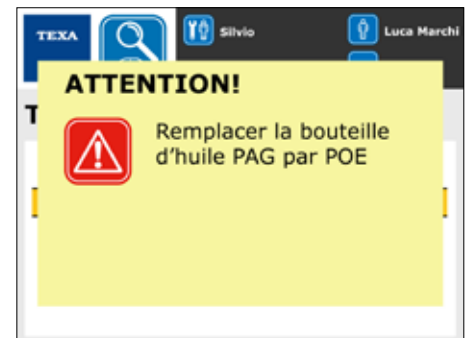 TEXA
Silvio
Luca Marchi
ATTENTION!
T
Remplacer la bouteille
d'huile PAG par POE